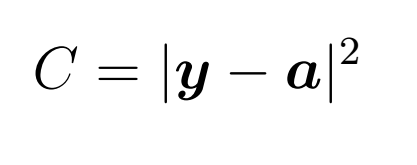 C = |y − a|²